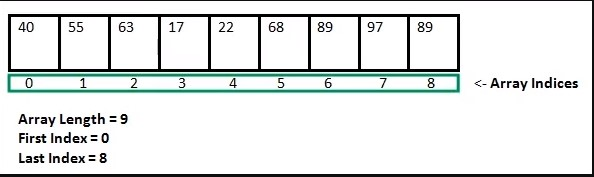 40 55 63 17 22 68 89 97 89
0 1 2 3 4 5 6 7 8 <- Array Indices
Array Length = 9
First Index = 0
Last Index = 8